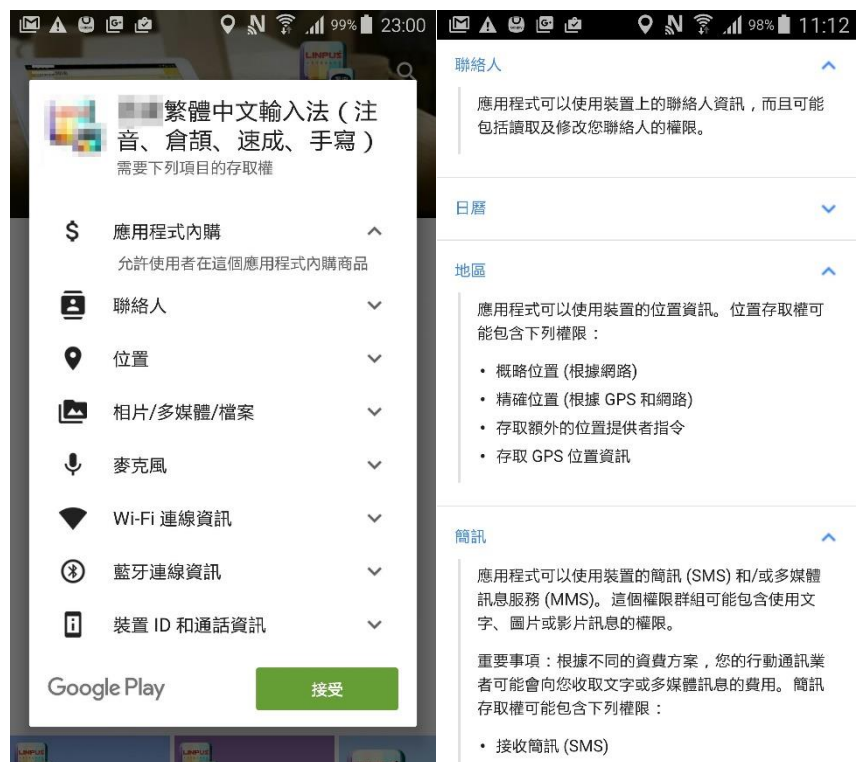 99% 23:00
LINPUS
繁體中文輸入法（注
音、倉頡、速成、手寫）
需要下列項目的存取權
應用程式內購
允許使用者在這個應用程式內購商品
聯絡人
位置
相片/多媒體/檔案
麥克風
Wi-Fi 連線資訊
藍牙連線資訊
裝置 ID 和通話資訊
Google Play
接受
LINPUS
LINPUS
98% 11:12
聯絡人
應用程式可以使用裝置上的聯絡人資訊，而且可能
包括讀取及修改您聯絡人的權限。
日曆
地區
應用程式可以使用裝置的位置資訊。位置存取權可
能包含下列權限：
• 概略位置 (根據網路)
• 精確位置 (根據 GPS 和網路)
• 存取額外的位置提供者指令
• 存取 GPS 位置資訊
簡訊
應用程式可以使用裝置的簡訊 (SMS) 和/或多媒體
訊息服務 (MMS)。這個權限群組可能包含使用文
字、圖片或影片訊息的權限。
重要事項：根據不同的資費方案，您的行動通訊業
者可能會向您收取文字或多媒體訊息的費用。簡訊
存取權可能包含下列權限：
• 接收簡訊 (SMS)